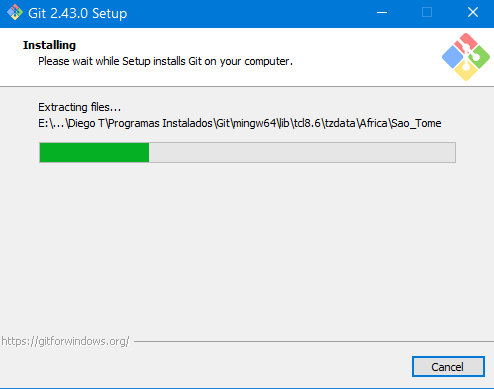 Git 2.43.0 Setup
Installing
Please wait while Setup installs Git on your computer.
Extracting files...
E:\...\Diego T\Programas Instalados\Git\mingw64\lib\tcl8.6\tzdata\Africa\Sao_Tome
https://gitforwindows.org/
Cancel